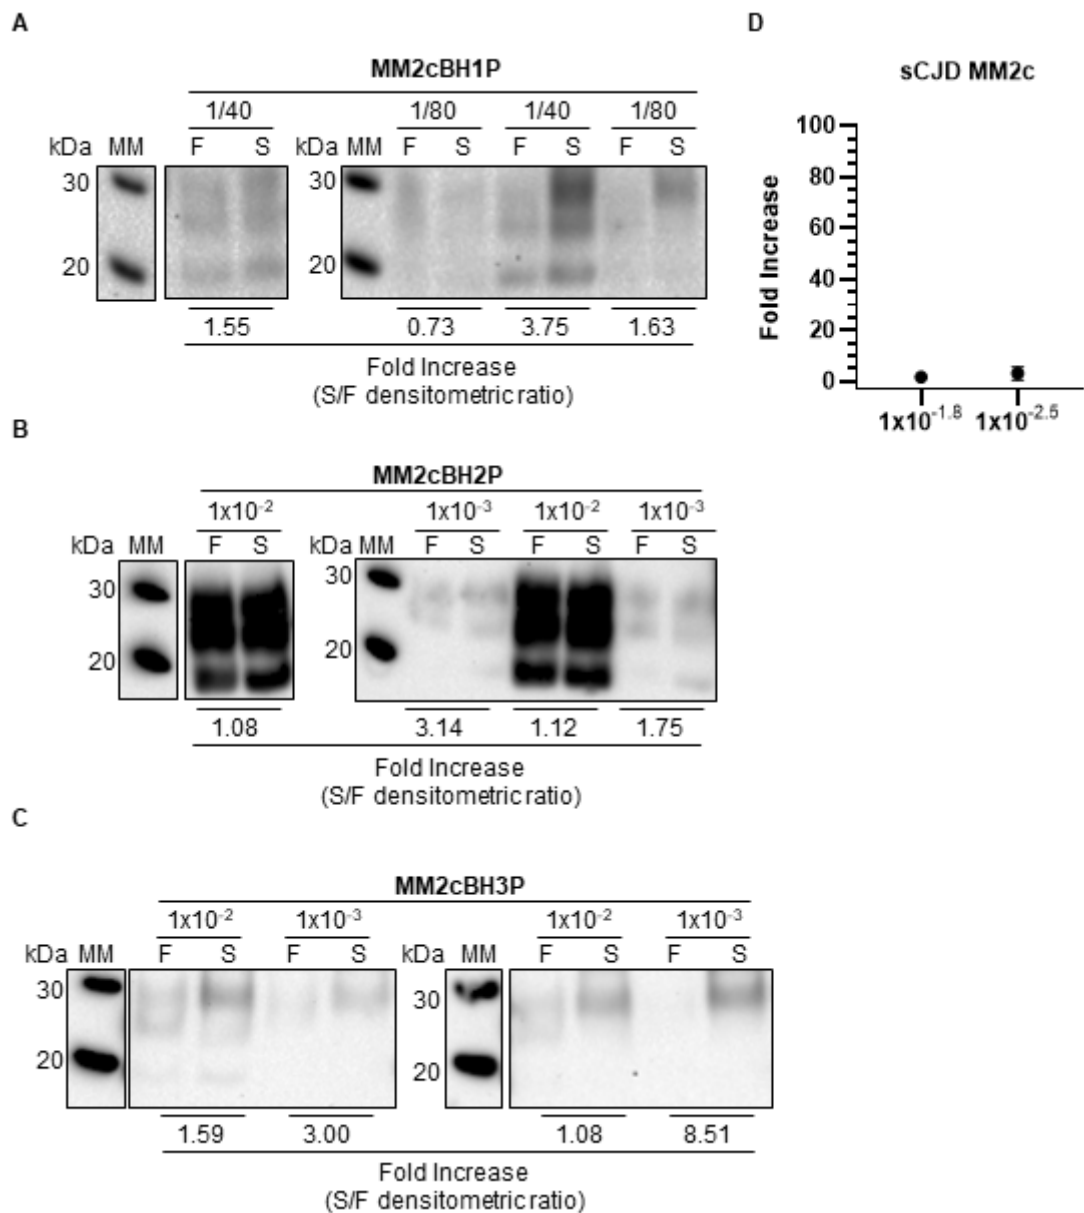 A
MM2cBH1P
1/40 1/80 1/40 1/80
kDa MM F S kDa MM F S F S F S
30 30
20 20
1.55 0.73 3.75 1.63
Fold Increase
(S/F densitometric ratio)
B
MM2cBH2P
1x10⁻² 1x10⁻³ 1x10⁻² 1x10⁻³
kDa MM F S kDa MM F S F S F S
30 30
20 20
1.08 3.14 1.12 1.75
Fold Increase
(S/F densitometric ratio)
C
MM2cBH3P
1x10⁻² 1x10⁻³ 1x10⁻² 1x10⁻³
kDa MM F S F S kDa MM F S F S
30 30
20 20
1.59 3.00 1.08 8.51
Fold Increase
(S/F densitometric ratio)
D
sCJD MM2c
Fold Increase
100
80
60
40
20
0
1x10⁻¹·⁸ 1x10⁻²·⁵